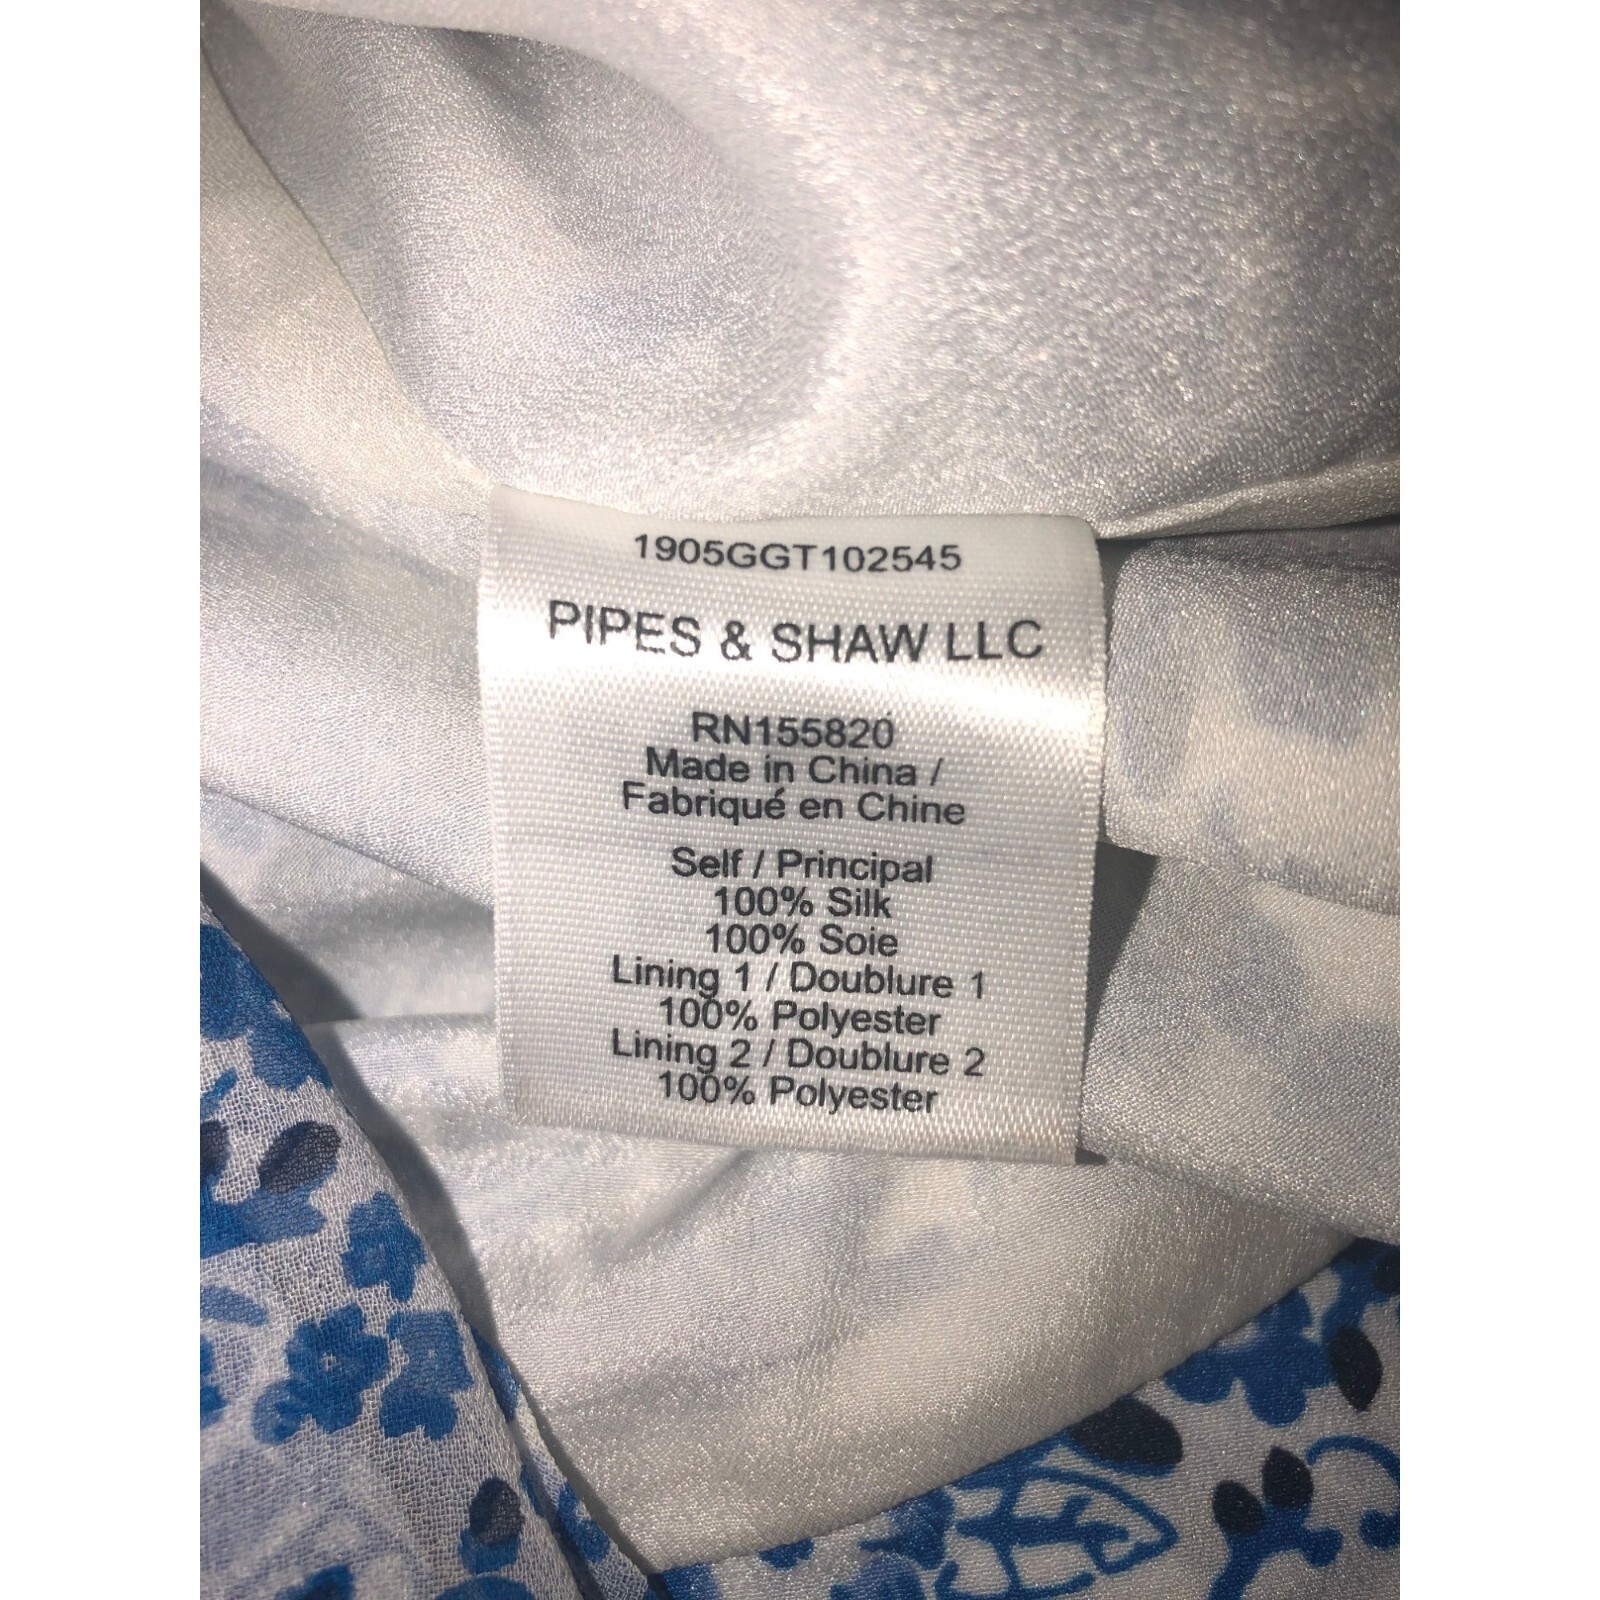 1905GGT102545
PIPES & SHAW LLC
RN155820
Made in China /
Fabriqué en Chine
Self / Principal
100% Silk
100% Soie
Lining 1 / Doublure 1
100% Polyester
Lining 2 / Doublure 2
100% Polyester